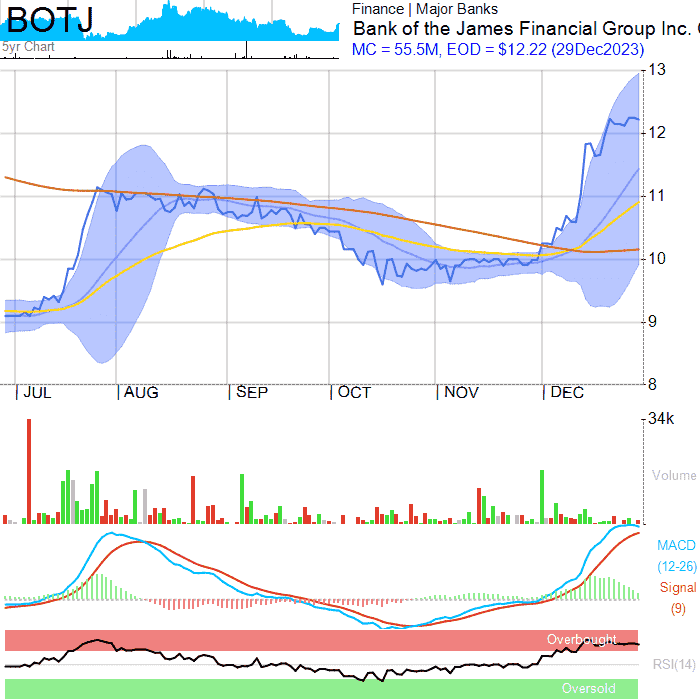 BOTJ
5yr Chart
Finance | Major Banks
Bank of the James Financial Group Inc. (
MC = 55.5M, EOD = $12.22 (29Dec2023)
13
12
11
10
9
8
JUL AUG SEP OCT NOV DEC
34k
Volume
MACD
(12-26)
Signal
(9)
Overbought
RSI(14)
Oversold